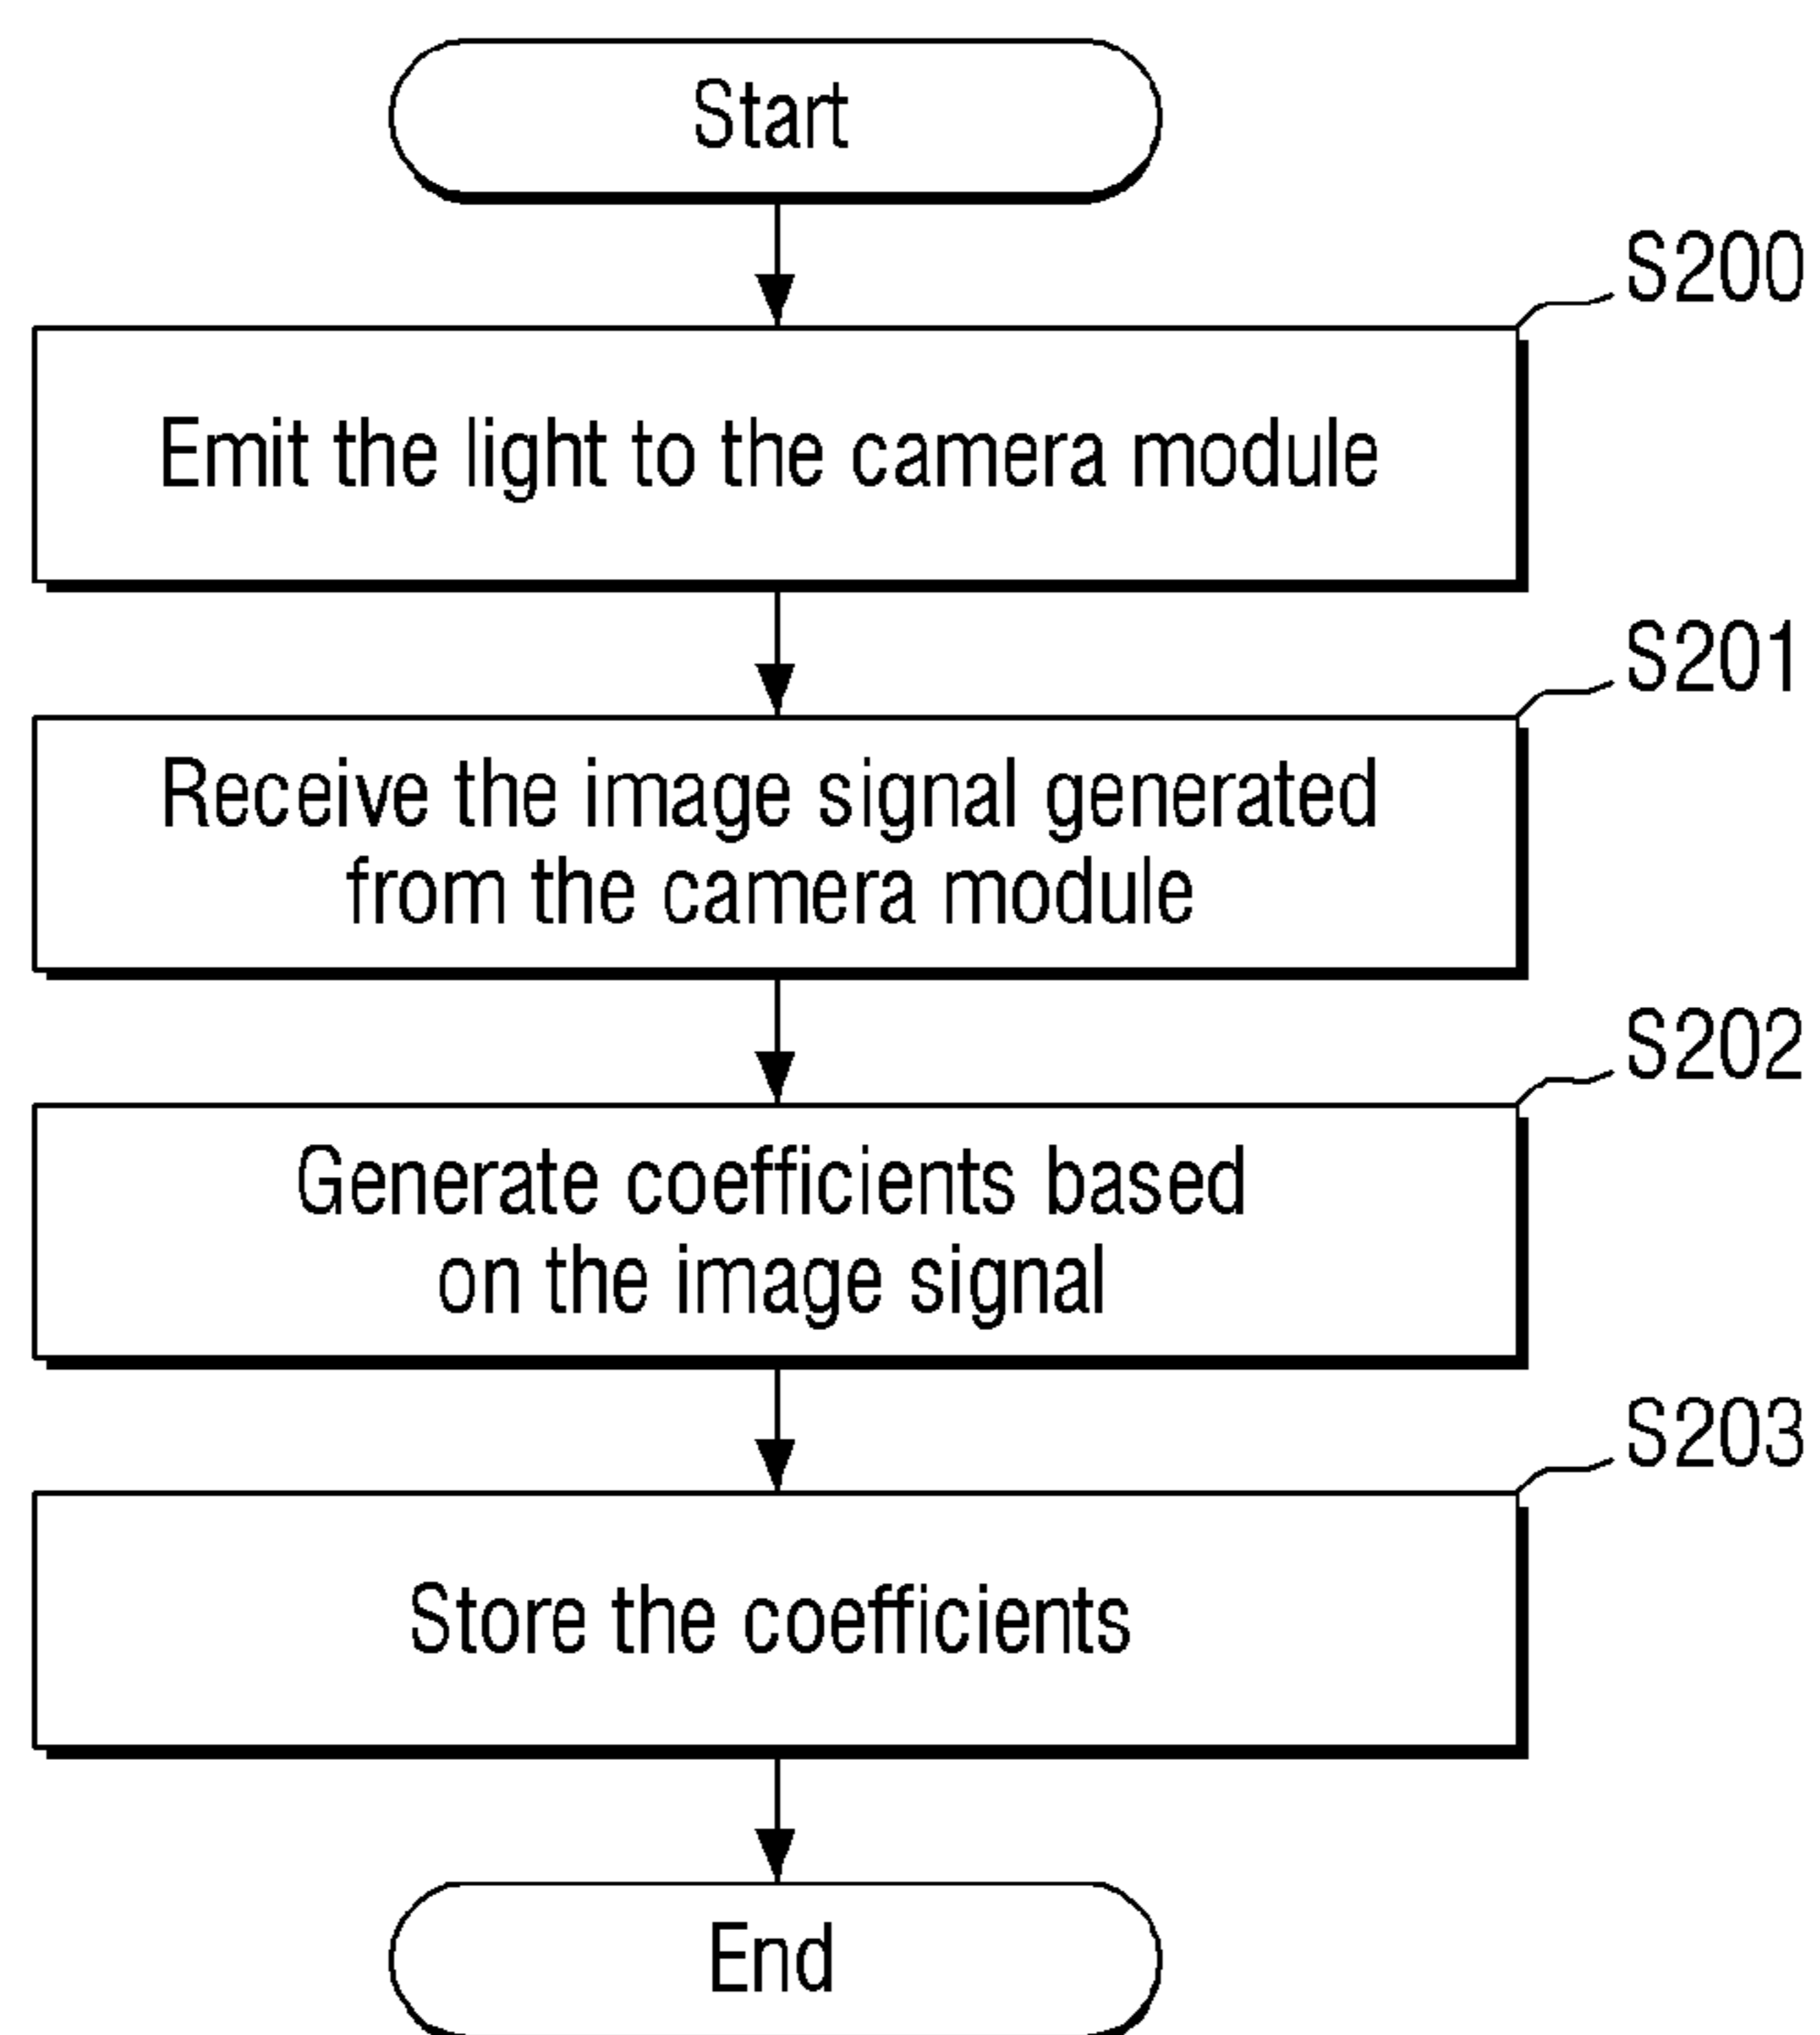 Start
S200
Emit the light to the camera module
S201
Receive the image signal generated
from the camera module
S202
Generate coefficients based
on the image signal
S203
Store the coefficients
End